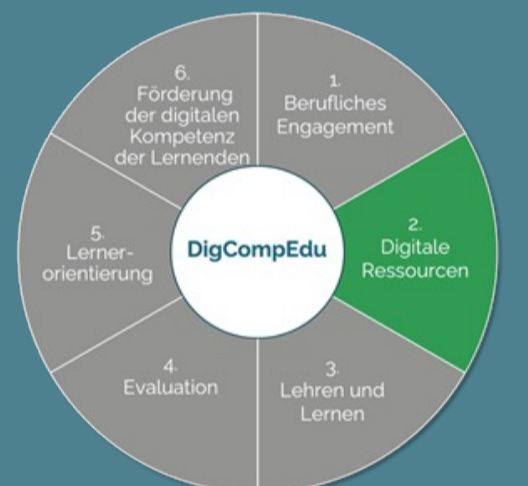 1.
Berufliches
Engagement
2.
Digitale
Ressourcen
3.
Lehren und
Lernen
4.
Evaluation
5.
Lerner-
orientierung
6.
Förderung
der digitalen
Kompetenz
der Lernenden
DigCompEdu